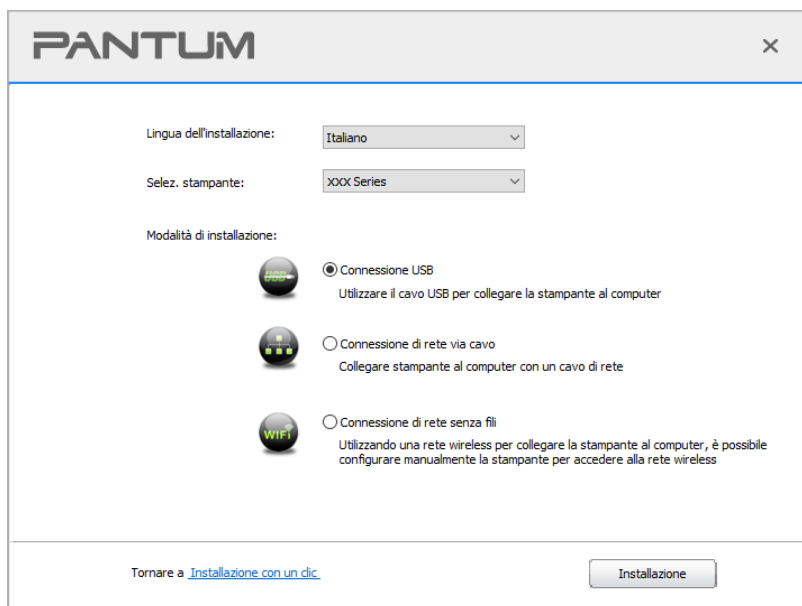 PANTUM
Lingua dell'installazione:
Italiano
Selez. stampante:
XXX Series
Modalità di installazione:
USB
Connessione USB
Utilizzare il cavo USB per collegare la stampante al computer
Connessione di rete via cavo
Collegare stampante al computer con un cavo di rete
WiFi
Connessione di rete senza fili
Utilizzando una rete wireless per collegare la stampante al computer, è possibile
configurare manualmente la stampante per accedere alla rete wireless
Tornare a Installazione con un clic
Installazione